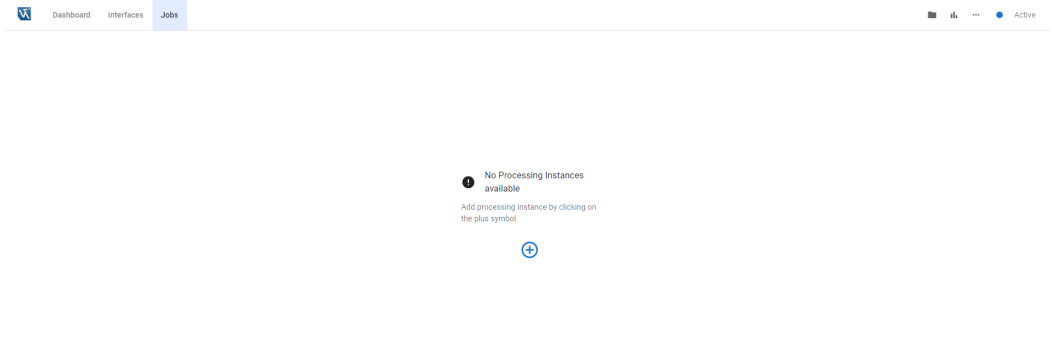 Dashboard Interfaces Jobs Active
No Processing Instances
available
Add processing instance by clicking on
the plus symbol